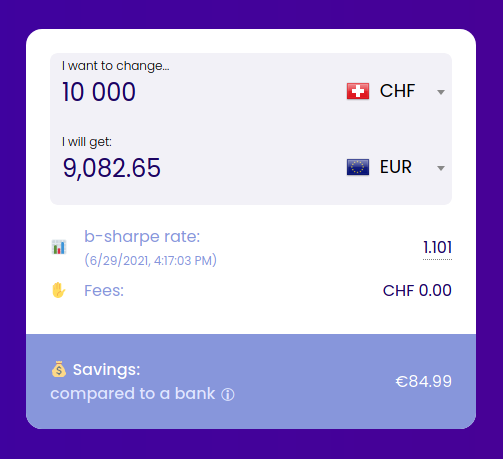 I want to change...
10 000 CHF
I will get:
9,082.65 EUR
b-sharpe rate: 1.101
(6/29/2021, 4:17:03 PM)
Fees: CHF 0.00
Savings:
compared to a bank €84.99